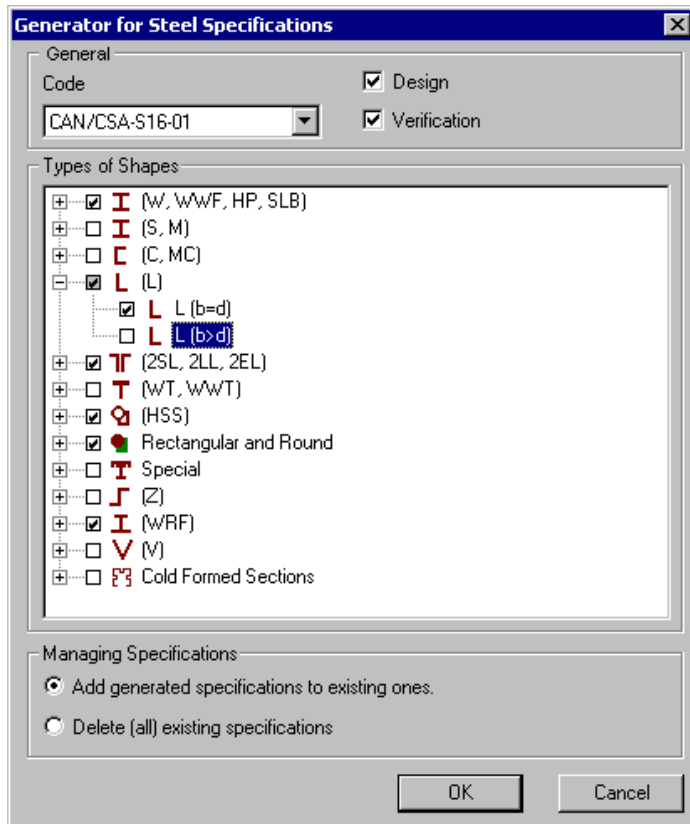 Generator for Steel Specifications
General
Code
Design
CAN/CSA-S16-01
Verification
Types of Shapes
(W, WWF, HP, SLB)
(S, M)
(C, MC)
(L)
L (b=d)
L (b>d)
(2SL, 2LL, 2EL)
(WT, WWT)
(HSS)
Rectangular and Round
Special
(Z)
(WRF)
(V)
Cold Formed Sections
Managing Specifications
Add generated specifications to existing ones.
Delete (all) existing specifications
OK Cancel